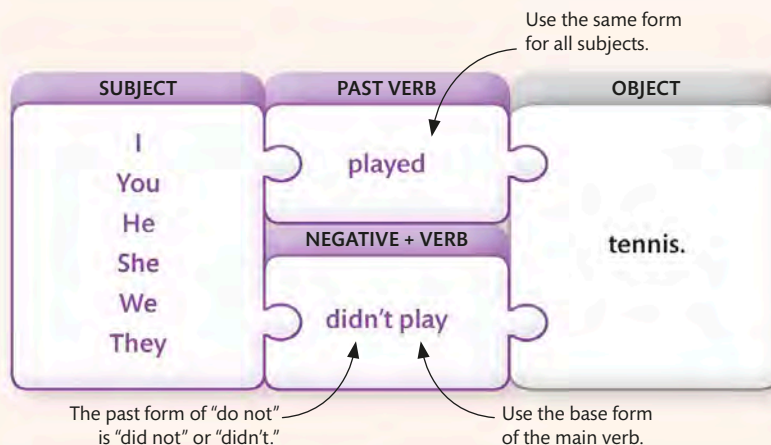 Use the same form
for all subjects.
SUBJECT
PAST VERB
OBJECT
I
You
He
She
We
They
played
NEGATIVE + VERB
didn't play
tennis.
The past form of “do not”
is “did not” or “didn't.”
Use the base form
of the main verb.